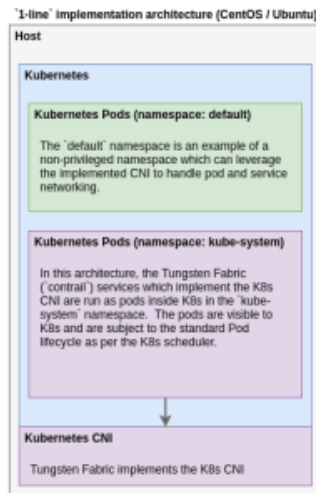 `1-line` implementation architecture (CentOS / Ubuntu)
Host
Kubernetes
Kubernetes Pods (namespace: default)
The `default` namespace is an example of a
non-privileged namespace which can leverage
the implemented CNI to handle pod and service
networking.
Kubernetes Pods (namespace: kube-system)
In this architecture, the Tungsten Fabric
(`contrail`) services which implement the K8s
CNI are run as pods inside K8s in the `kube-
system` namespace.  The pods are visible to
K8s and are subject to the standard Pod
lifecycle as per the K8s scheduler.
Kubernetes CNI
Tungsten Fabric implements the K8s CNI